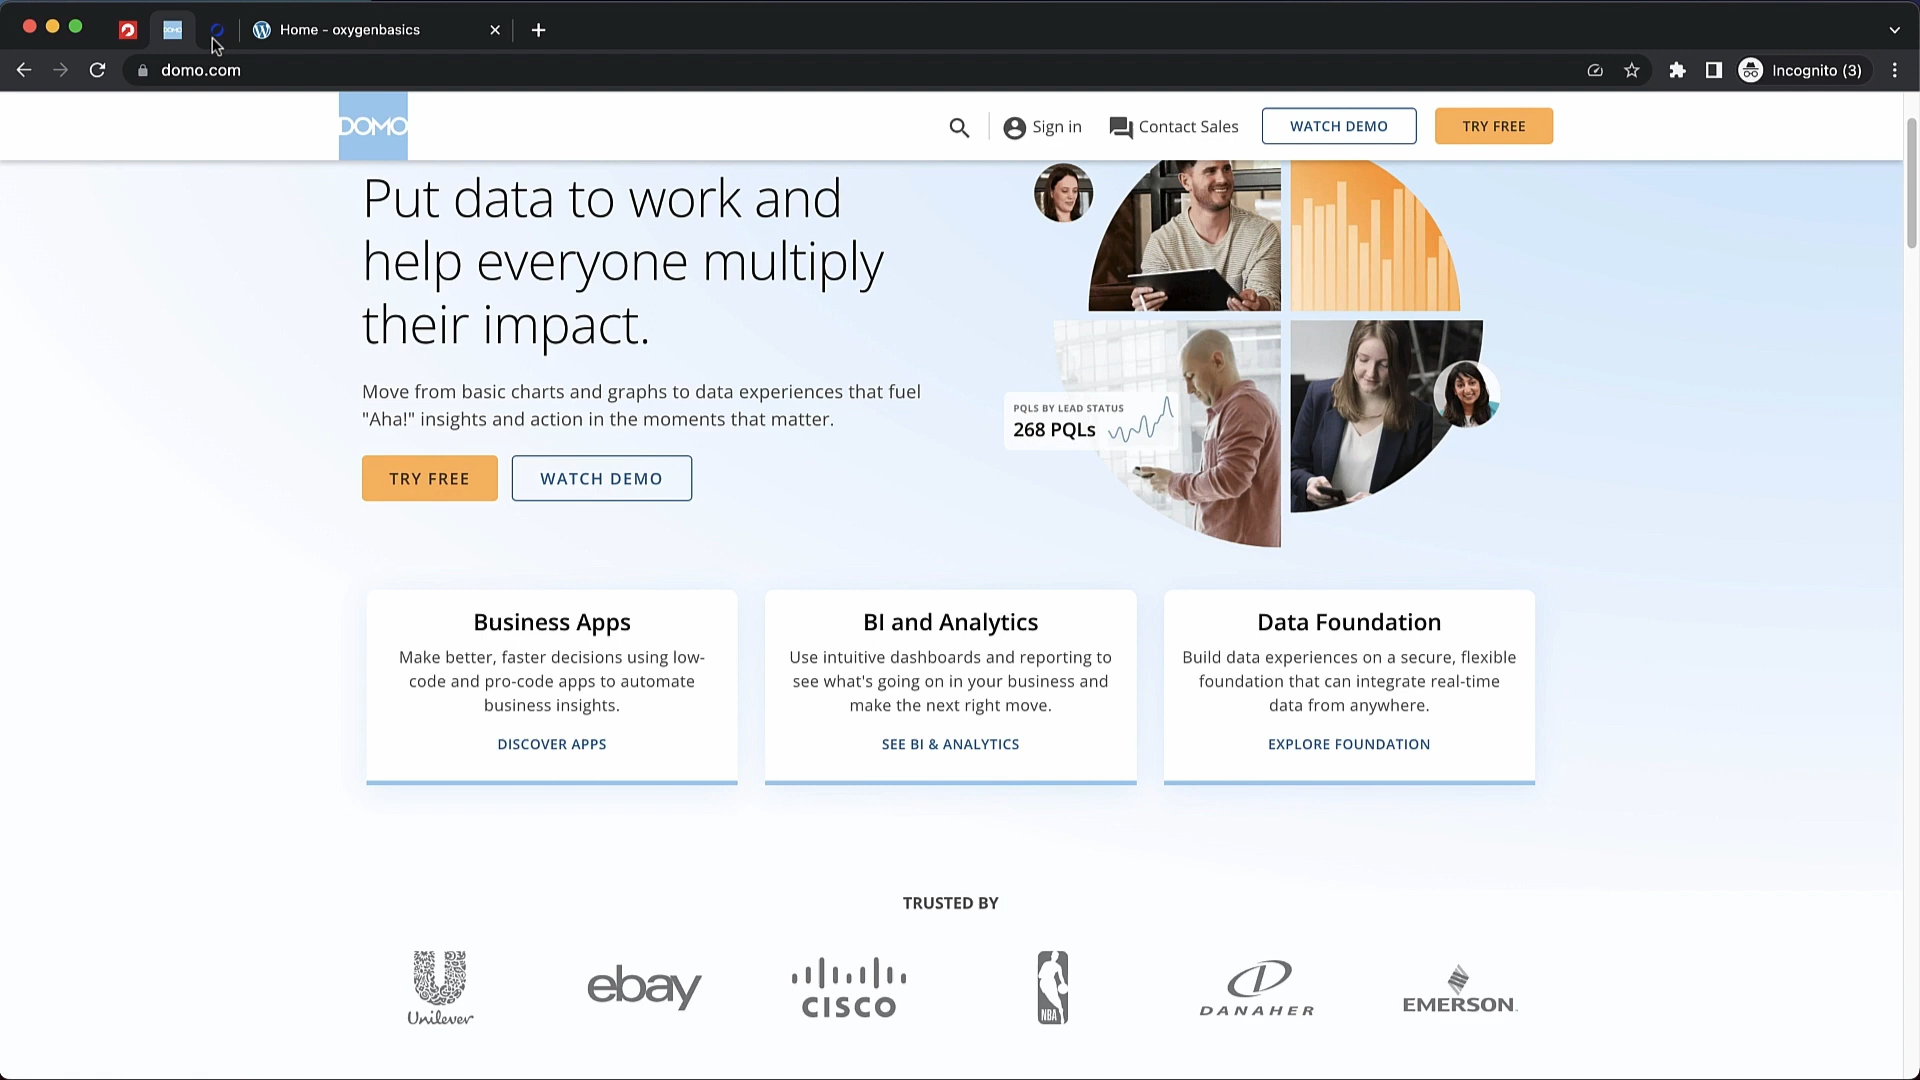 DOMO
Home - oxygenbasics
domo.com
Incognito (3)
DOMO
Sign in
Contact Sales
WATCH DEMO
TRY FREE
Put data to work and
help everyone multiply
their impact.
Move from basic charts and graphs to data experiences that fuel
"Aha!" insights and action in the moments that matter.
TRY FREE
WATCH DEMO
PQLS BY LEAD STATUS
268 PQLs
Business Apps
Make better, faster decisions using low-
code and pro-code apps to automate
business insights.
DISCOVER APPS
BI and Analytics
Use intuitive dashboards and reporting to
see what's going on in your business and
make the next right move.
SEE BI & ANALYTICS
Data Foundation
Build data experiences on a secure, flexible
foundation that can integrate real-time
data from anywhere.
EXPLORE FOUNDATION
TRUSTED BY
Unilever
ebay
CISCO
NBA
DANAHER
EMERSON